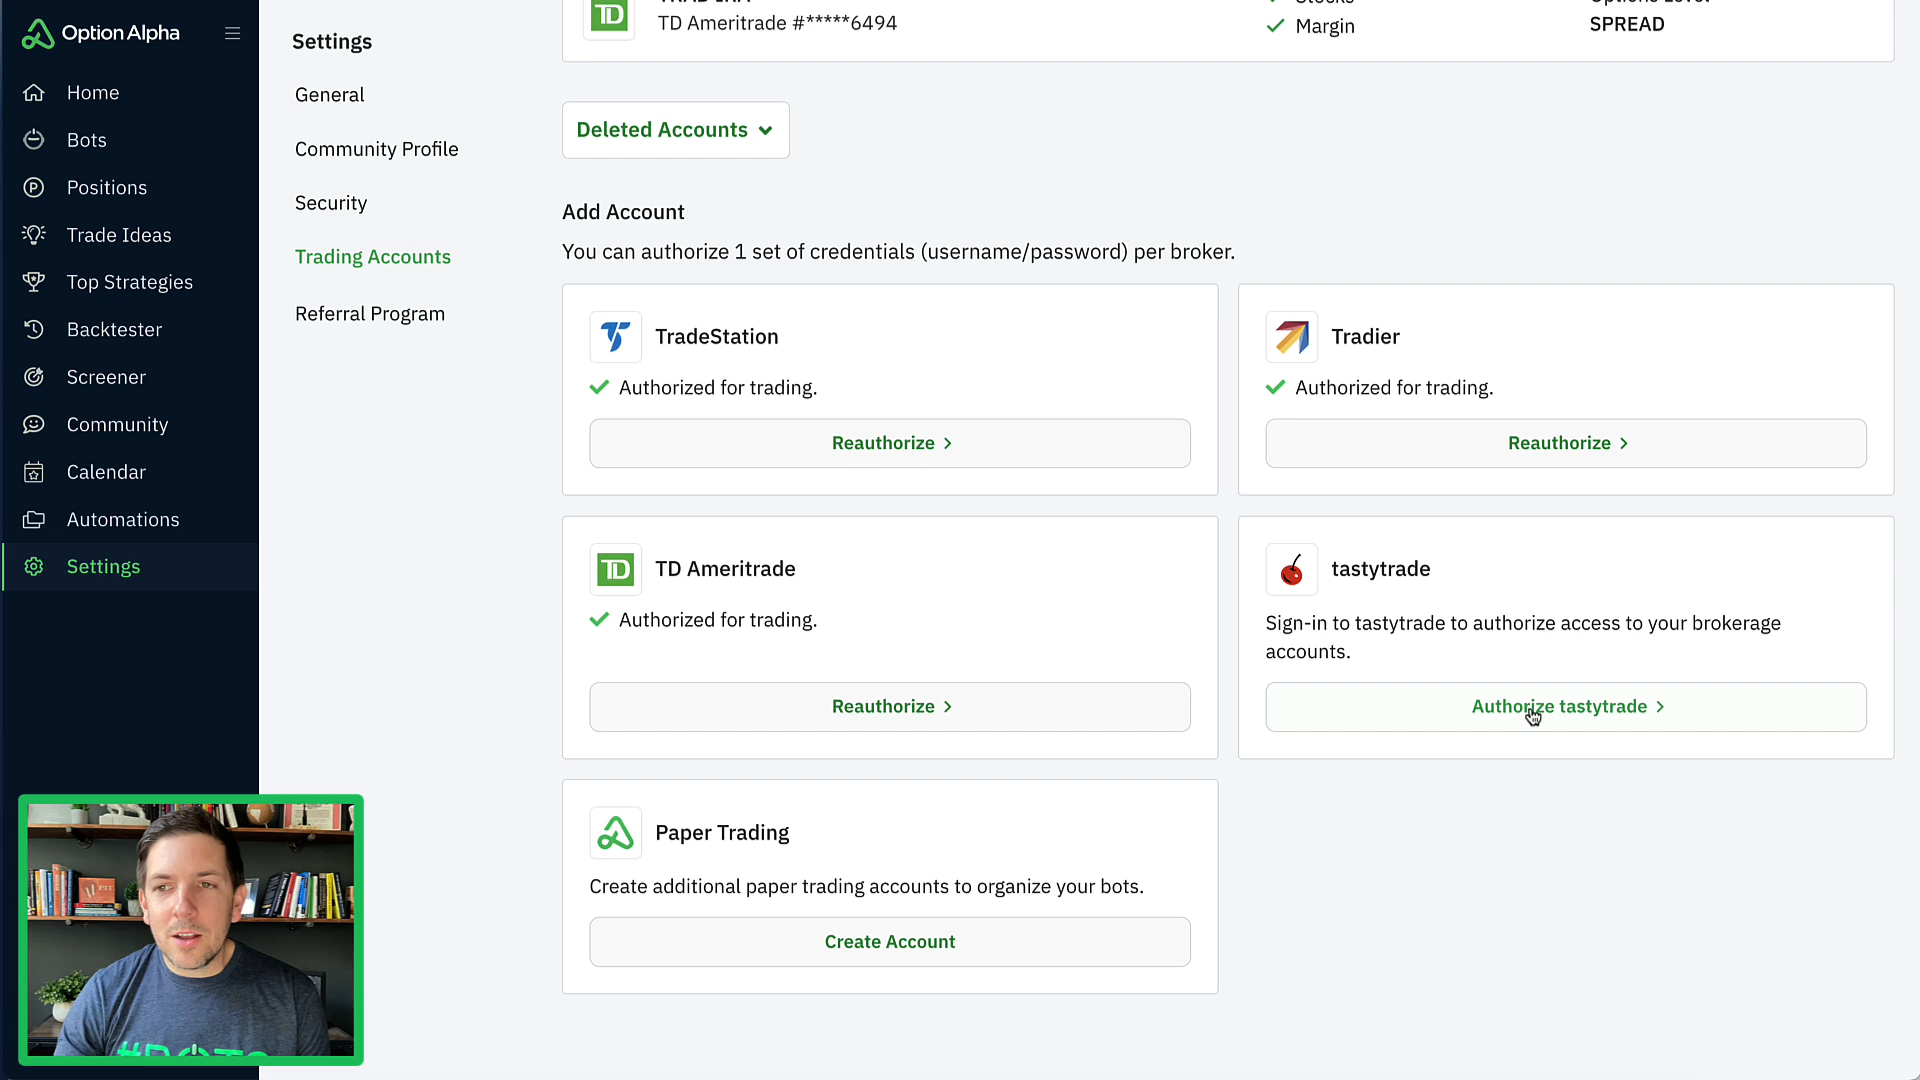 Option Alpha
Home
Bots
Positions
Trade Ideas
Top Strategies
Backtester
Screener
Community
Calendar
Automations
Settings
Settings
General
Community Profile
Security
Trading Accounts
Referral Program
TD Ameritrade #*****6494
Margin
SPREAD
Deleted Accounts
Add Account
You can authorize 1 set of credentials (username/password) per broker.
TradeStation
Authorized for trading.
Reauthorize >
Tradier
Authorized for trading.
Reauthorize >
TD
TD Ameritrade
Authorized for trading.
Reauthorize >
tastytrade
Sign-in to tastytrade to authorize access to your brokerage
accounts.
Authorize tastytrade >
Paper Trading
Create additional paper trading accounts to organize your bots.
Create Account